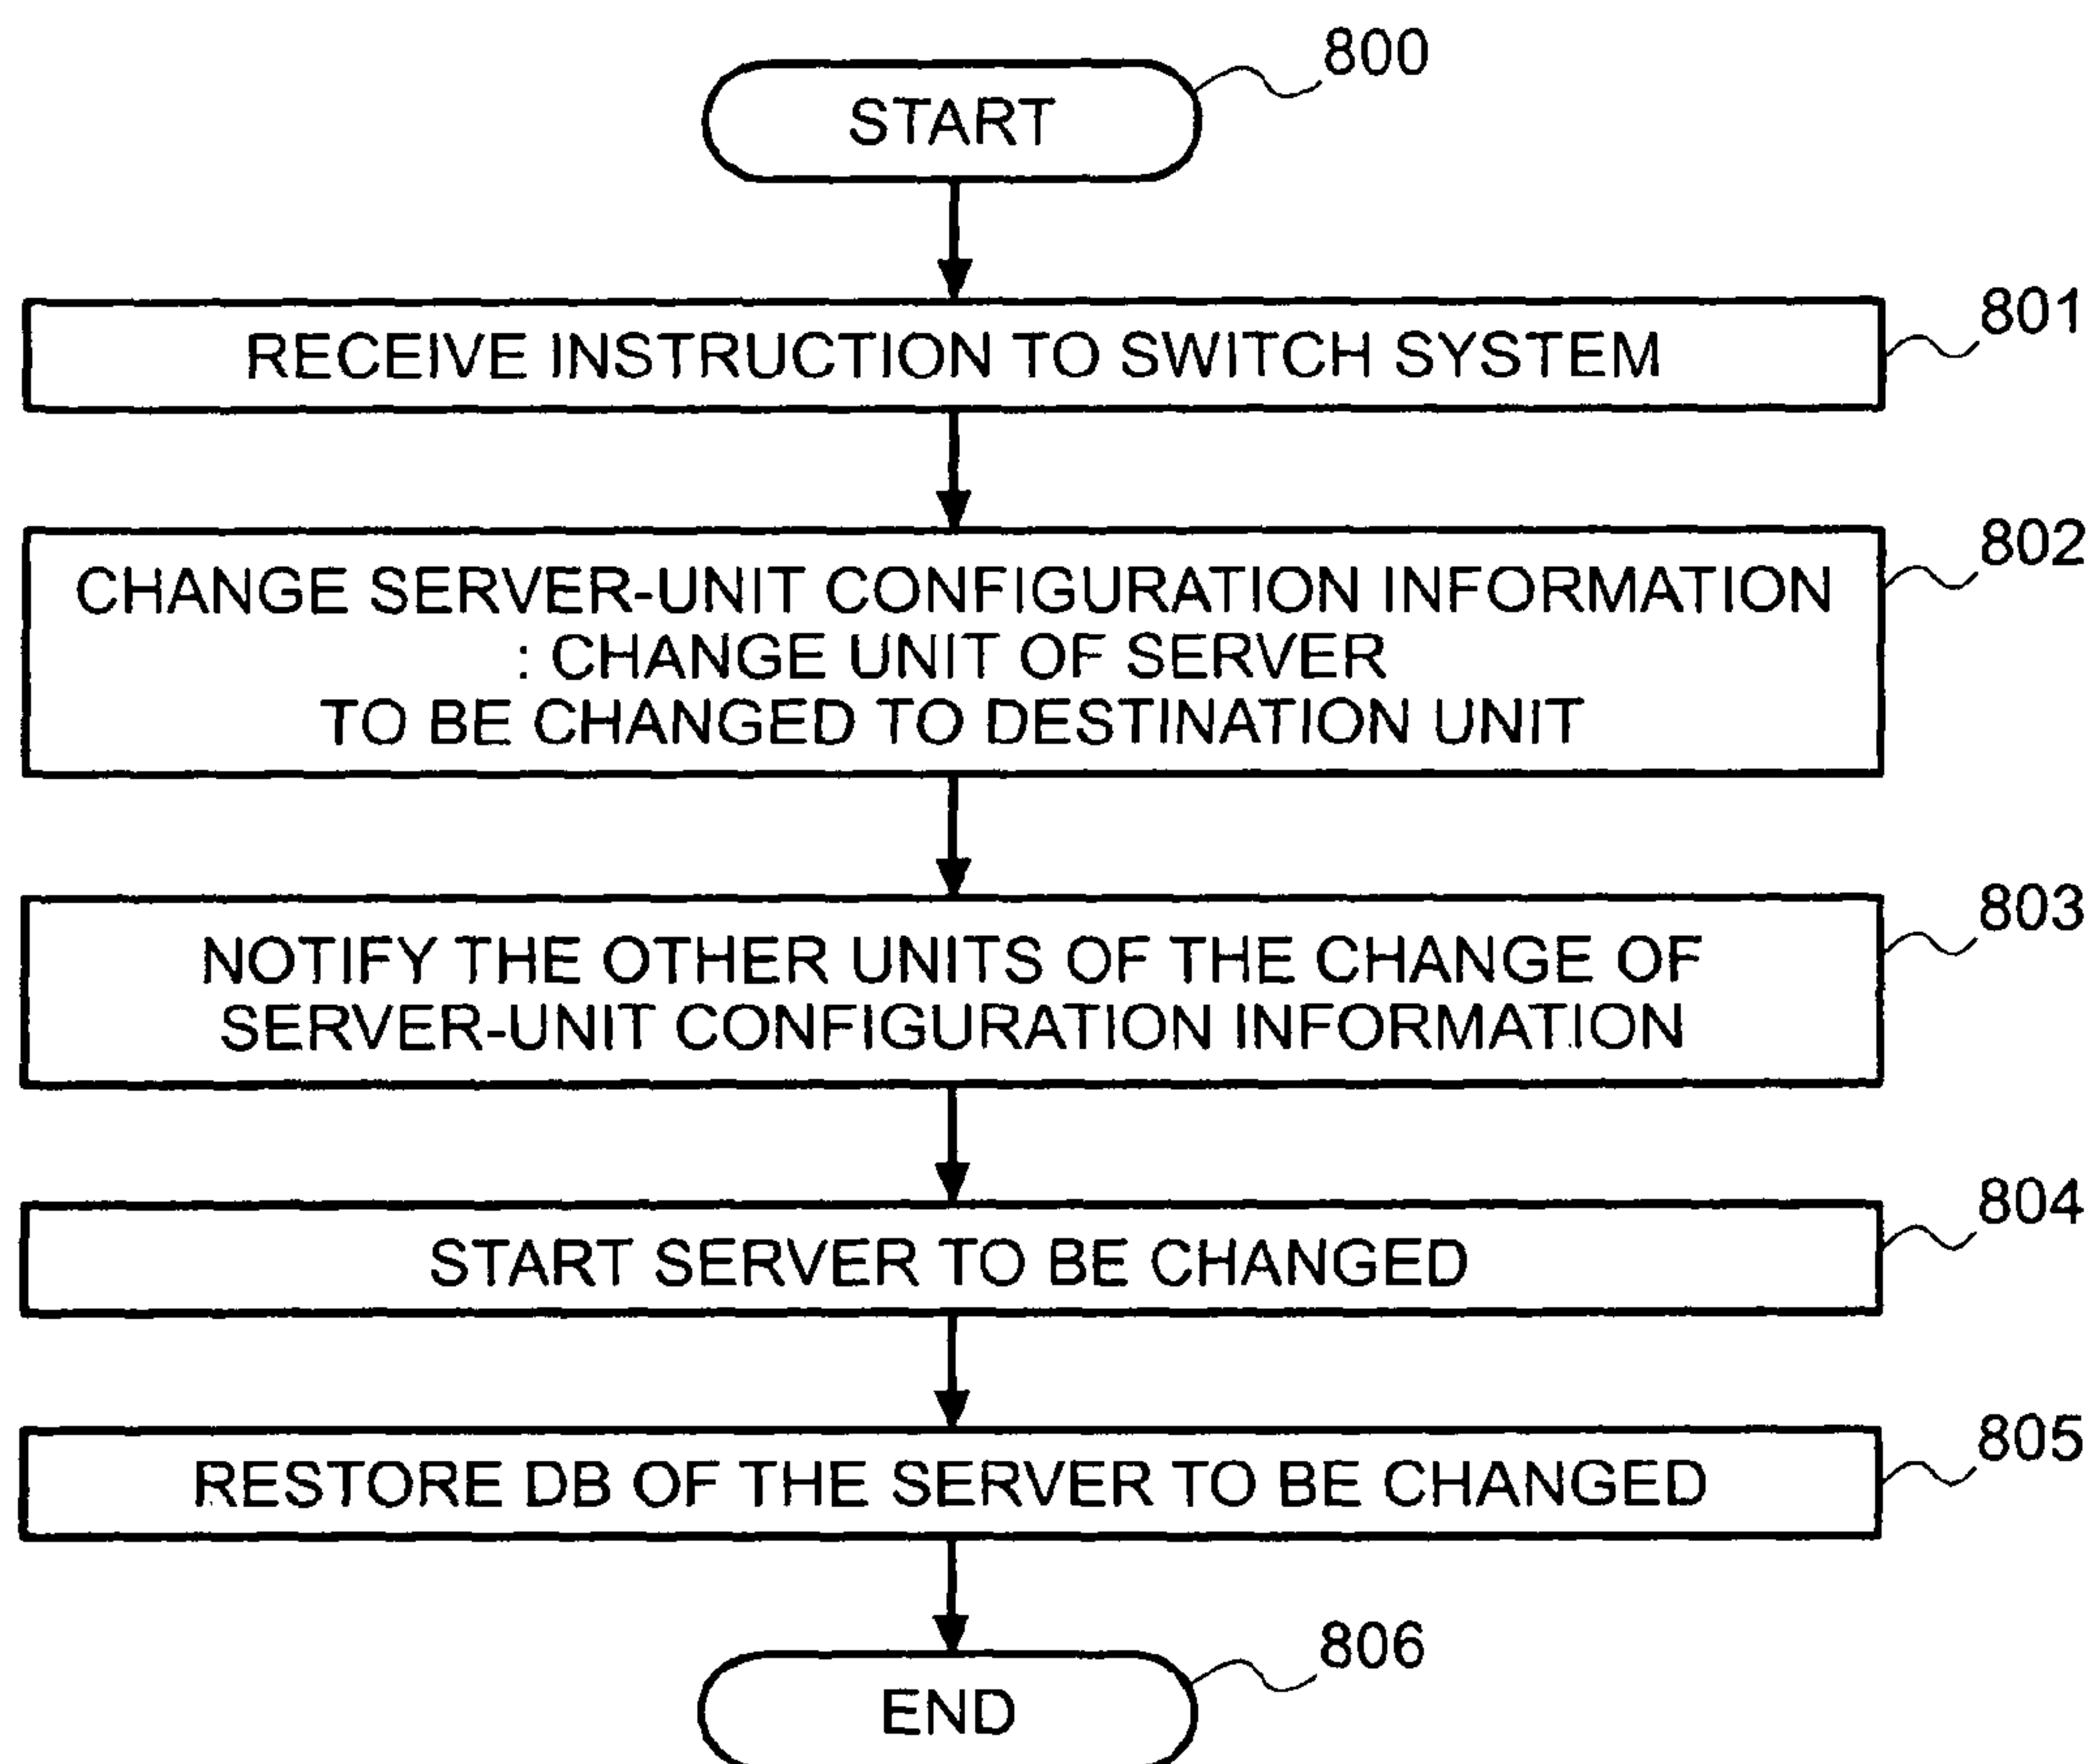 800
START
801
RECEIVE INSTRUCTION TO SWITCH SYSTEM
802
CHANGE SERVER-UNIT CONFIGURATION INFORMATION
: CHANGE UNIT OF SERVER
TO BE CHANGED TO DESTINATION UNIT
803
NOTIFY THE OTHER UNITS OF THE CHANGE OF
SERVER-UNIT CONFIGURATION INFORMATION
804
START SERVER TO BE CHANGED
805
RESTORE DB OF THE SERVER TO BE CHANGED
806
END